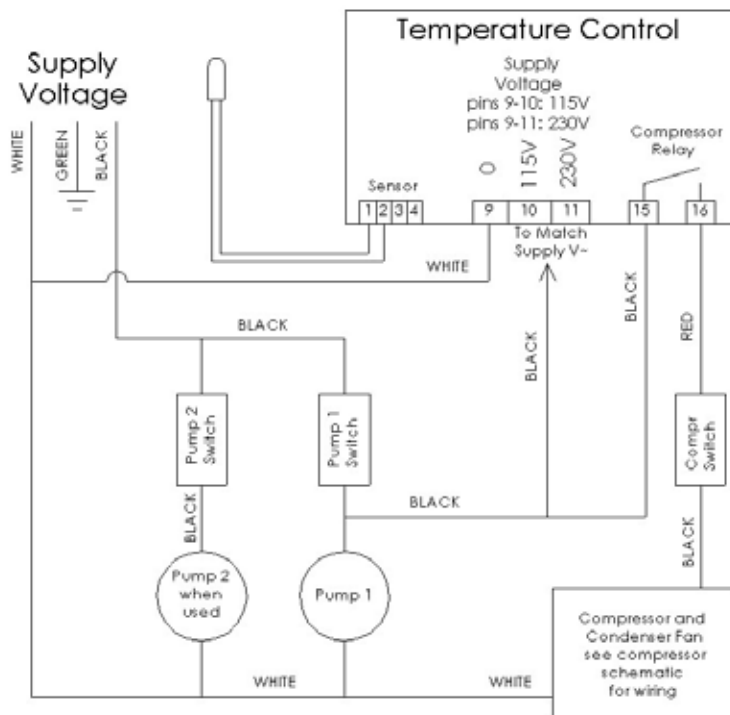 Temperature Control
Supply
Voltage
Supply
Voltage
pins 9-10: 115V
pins 9-11: 230V
Compressor
Relay
WHITE
GREEN
BLACK
0
115V
230V
Sensor
1 2 3 4
9 10 11
15 16
To Match
Supply V~
WHITE
BLACK
BLACK
BLACK
RED
Pump 2
Switch
Pump 1
Switch
Compr
Switch
BLACK
BLACK
BLACK
Pump 2
when
used
Pump 1
Compressor and
Condenser Fan
see compressor
schematic
for wiring
WHITE
WHITE